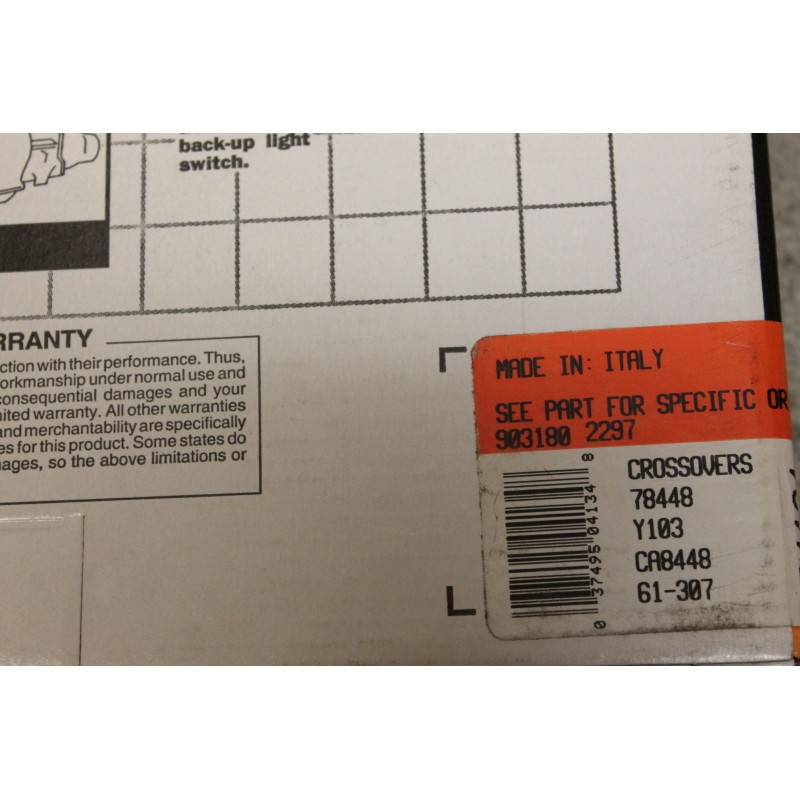 back-up light
switch.
RRANTY
ction with their performance. Thus,
orkmanship under normal use and
consequential damages and your
ited warranty. All other warranties
and merchantability are specifically
es for this product. Some states do
ages, so the above limitations or
MADE IN: ITALY
SEE PART FOR SPECIFIC OR
903180 2297
CROSSOVERS
78448
Y103
CA8448
61-307
0 37495 04134 8